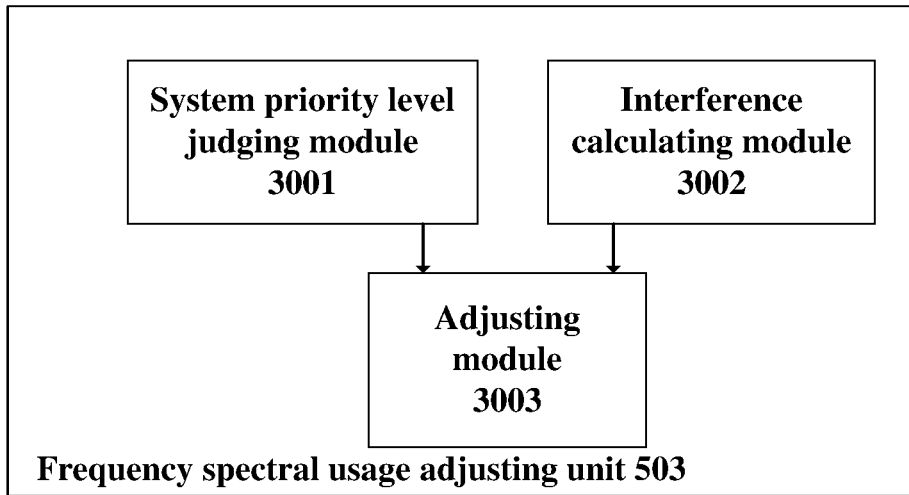 System priority level
judging module
3001
Interference
calculating module
3002
Adjusting
module
3003
Frequency spectral usage adjusting unit 503